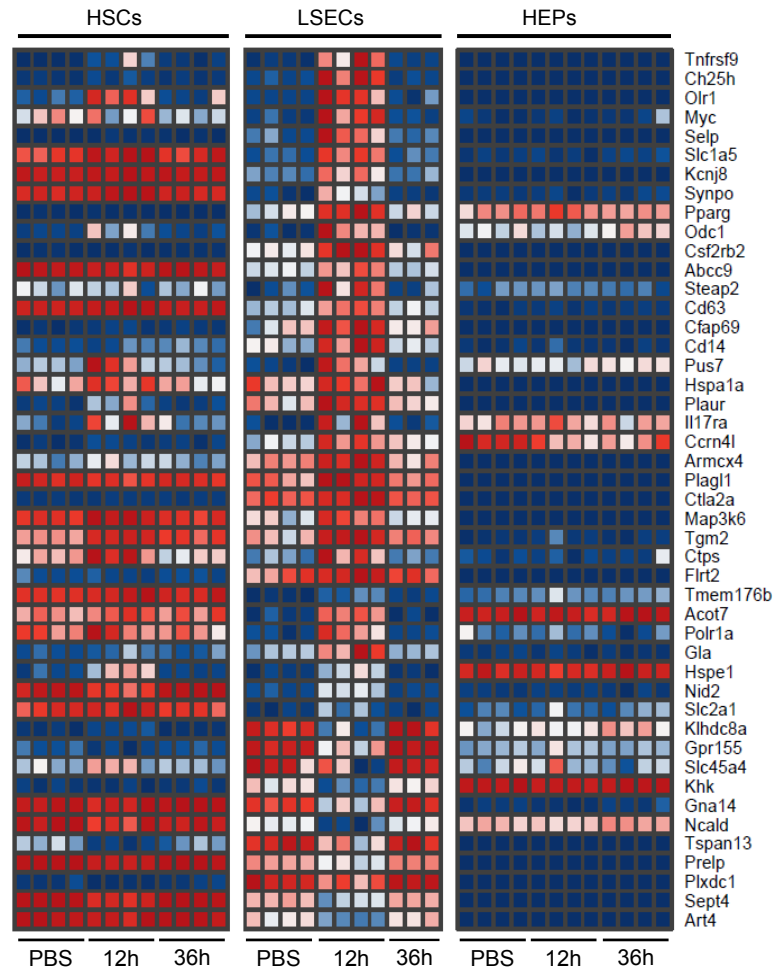 HSCs LSECs HEPs
Tnfrsf9
Ch25h
Olr1
Myc
Selp
Slc1a5
Kcnj8
Synpo
Pparg
Odc1
Csf2rb2
Abcc9
Steap2
Cd63
Cfap69
Cd14
Pus7
Hspa1a
Plaur
Il17ra
Ccrn4l
Armcx4
Plagl1
Ctla2a
Map3k6
Tgm2
Ctps
Flrt2
Tmem176b
Acot7
Polr1a
Gla
Hspe1
Nid2
Slc2a1
Klhdc8a
Gpr155
Slc45a4
Khk
Gna14
Ncald
Tspan13
Prelp
Plxdc1
Sept4
Art4
PBS 12h 36h PBS 12h 36h PBS 12h 36h